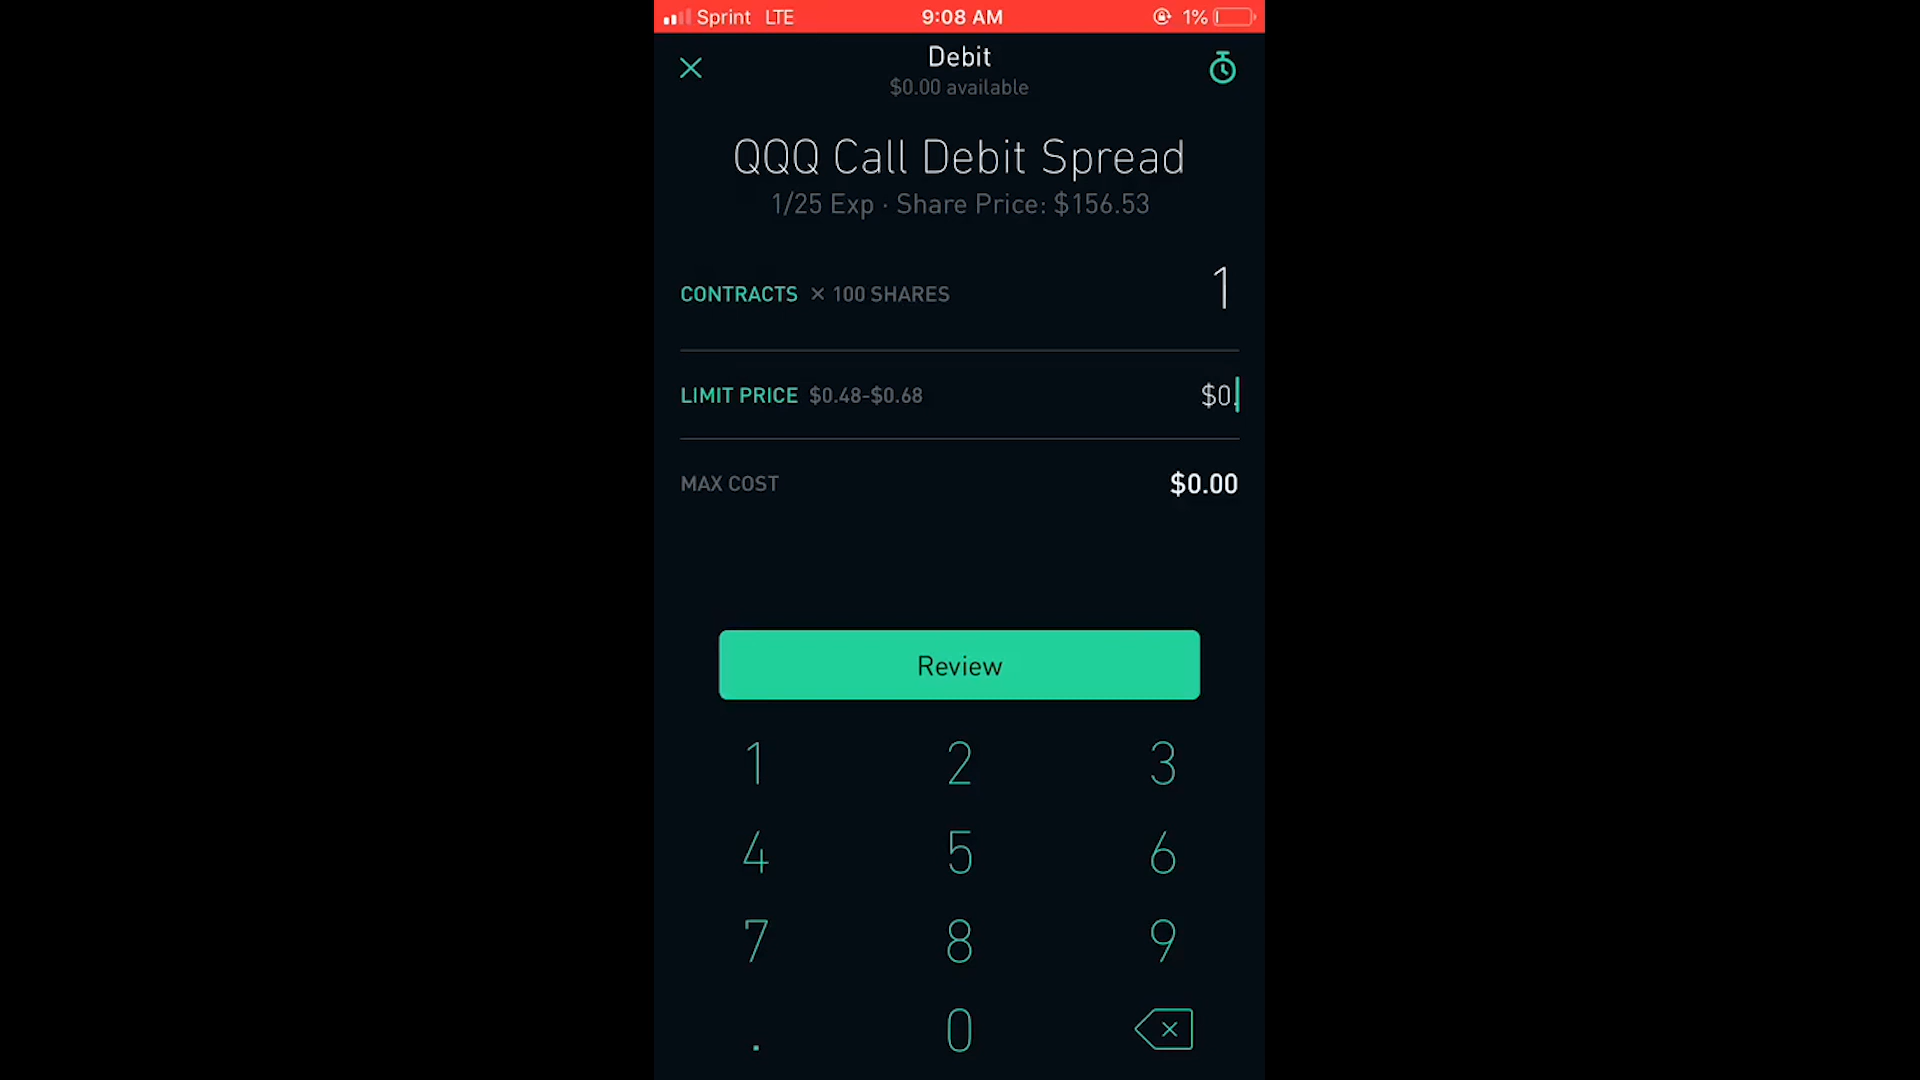 Sprint LTE 9:08 AM 1%
Debit
$0.00 available
QQQ Call Debit Spread
1/25 Exp · Share Price: $156.53
CONTRACTS × 100 SHARES 1
LIMIT PRICE $0.48-$0.68 $0.
MAX COST $0.00
Review
1 2 3
4 5 6
7 8 9
. 0